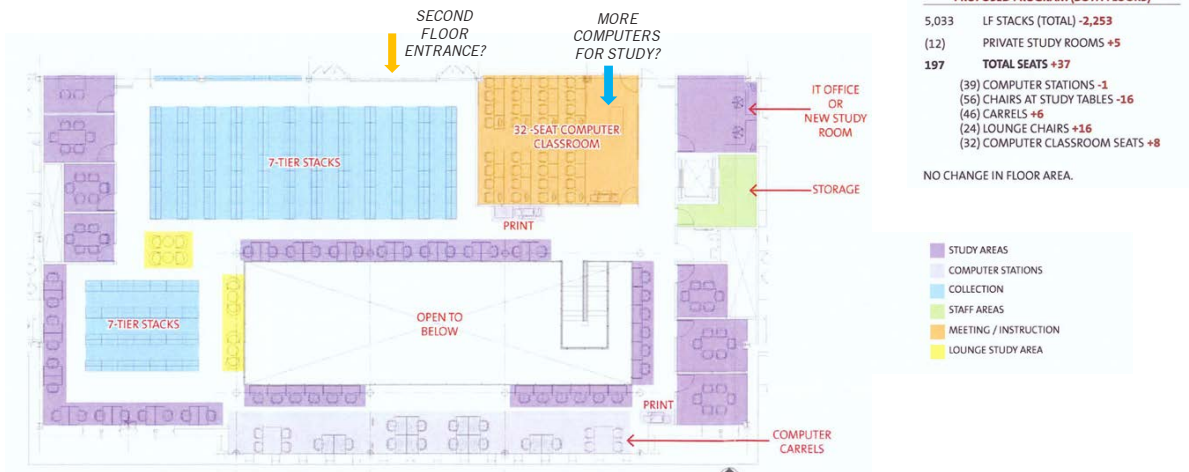 SECOND
FLOOR
ENTRANCE?
MORE
COMPUTERS
FOR STUDY?
7-TIER STACKS
32 -SEAT COMPUTER
CLASSROOM
PRINT
IT OFFICE
OR
NEW STUDY
ROOM
STORAGE
7-TIER STACKS
OPEN TO
BELOW
PRINT
COMPUTER
CARRELS
5,033 LF STACKS (TOTAL) -2,253
(12) PRIVATE STUDY ROOMS +5
197 TOTAL SEATS +37
(39) COMPUTER STATIONS -1
(56) CHAIRS AT STUDY TABLES -16
(46) CARRELS +6
(24) LOUNGE CHAIRS +16
(32) COMPUTER CLASSROOM SEATS +8
NO CHANGE IN FLOOR AREA.
STUDY AREAS
COMPUTER STATIONS
COLLECTION
STAFF AREAS
MEETING / INSTRUCTION
LOUNGE STUDY AREA